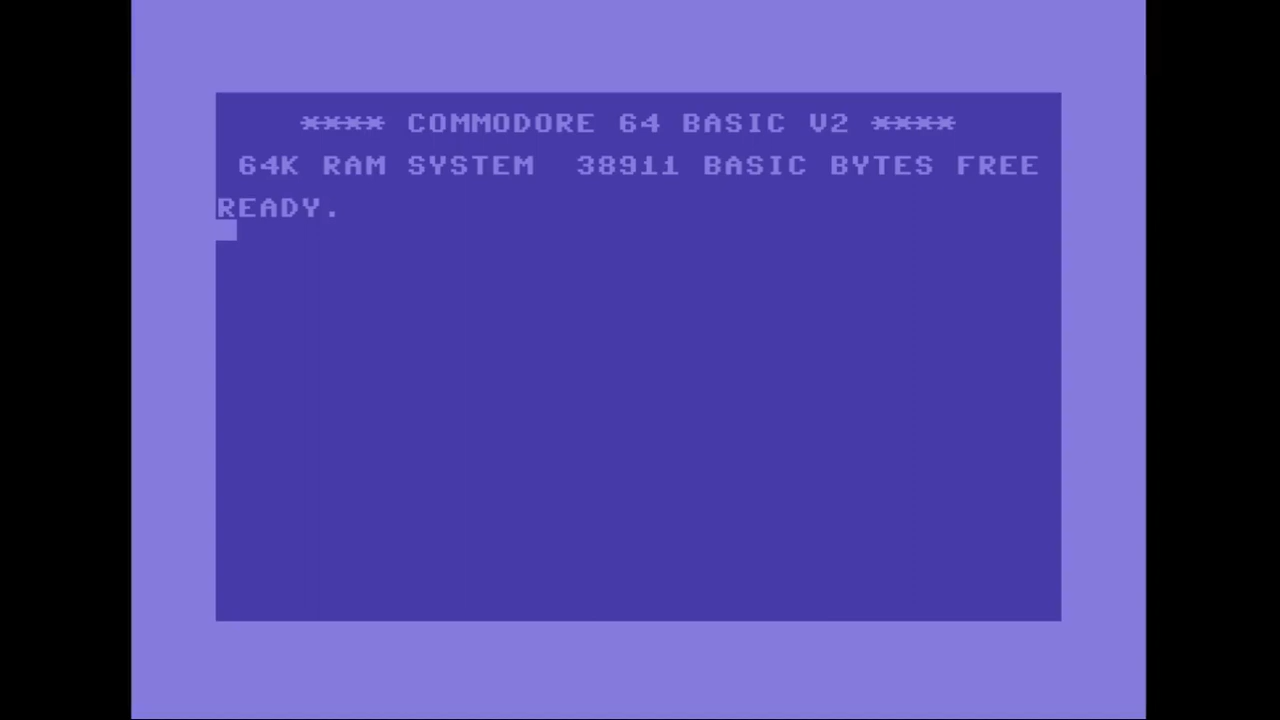 **** COMMODORE 64 BASIC V2 ****
64K RAM SYSTEM  38911 BASIC BYTES FREE
READY.